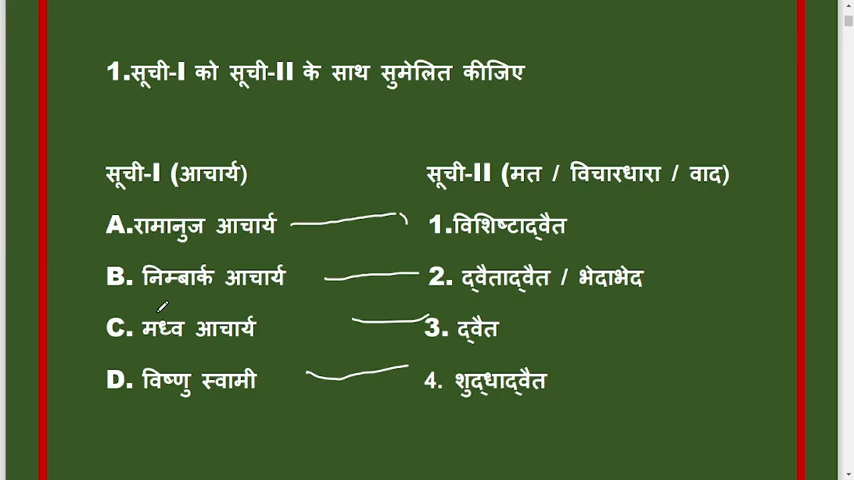 1.सूची-I को सूची-II के साथ सुमेलित कीजिए
सूची-I (आचार्य) सूची-II (मत / विचारधारा / वाद)
A.रामानुज आचार्य 1.विशिष्टाद्वैत
B. निम्बार्क आचार्य 2. द्वैताद्वैत / भेदाभेद
C. मध्व आचार्य 3. द्वैत
D. विष्णु स्वामी 4. शुद्धाद्वैत